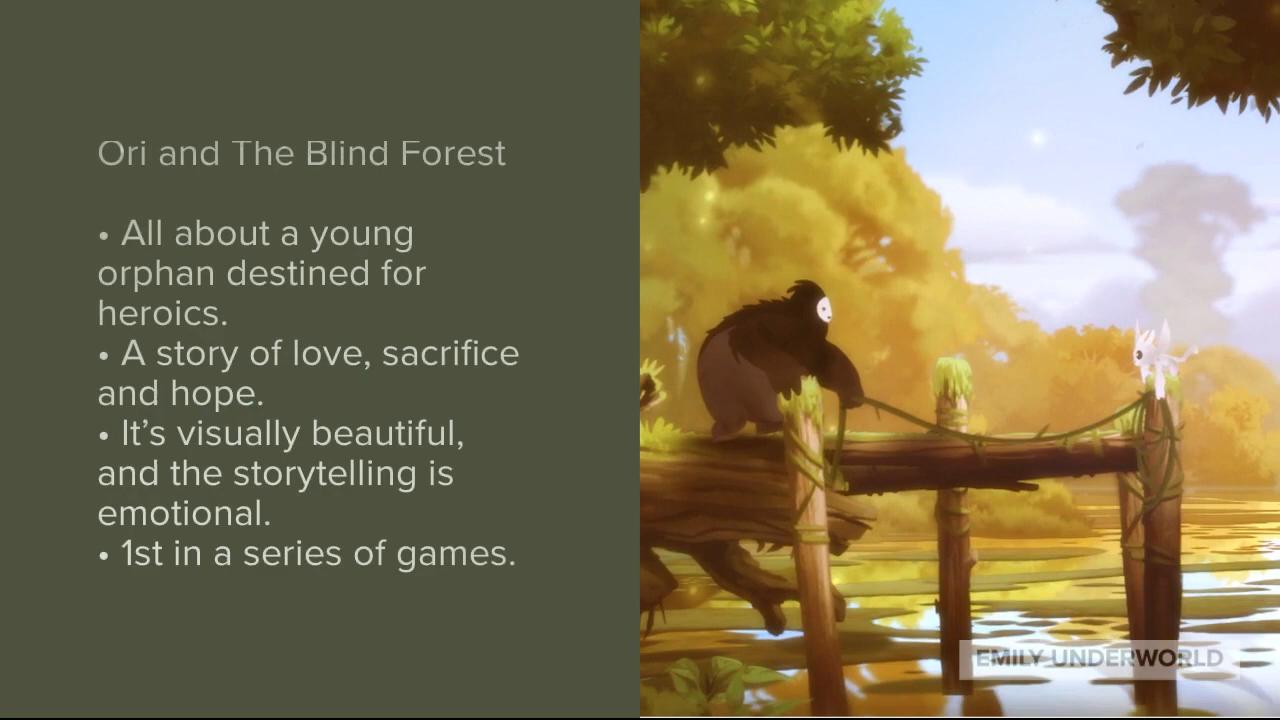 Ori and The Blind Forest
• All about a young
orphan destined for
heroics.
• A story of love, sacrifice
and hope.
• It’s visually beautiful,
and the storytelling is
emotional.
• 1st in a series of games.
EMILY UNDERWORLD